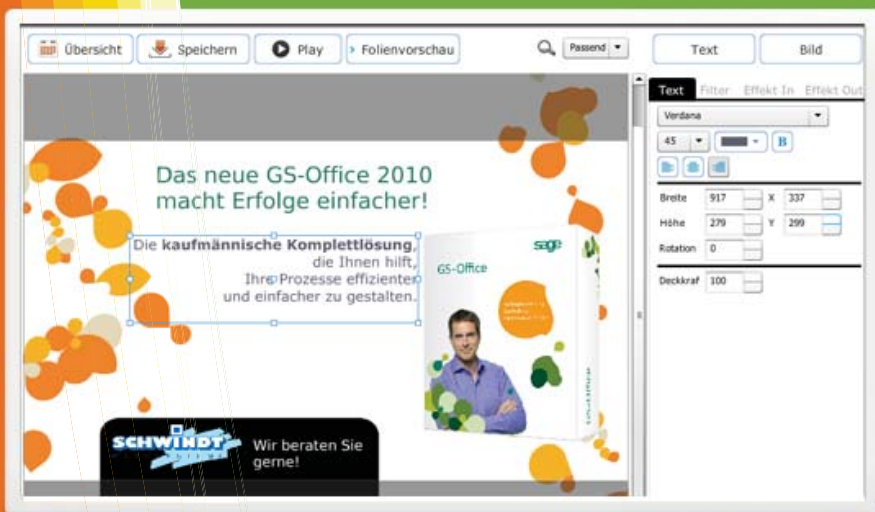 Übersicht
Speichern
Play
Folienvorschau
Passend
Text
Bild
Text Filter Effekt In Effekt Out
Verdana
45
B
Breite 917 X 337
Höhe 279 Y 299
Rotation 0
Deckkraf 100
Das neue GS-Office 2010
macht Erfolge einfacher!
Die kaufmännische Komplettlösung,
die Ihnen hilft,
Ihre Prozesse effizienter
und einfacher zu gestalten.
sage
GS-Office
SCHWINDT
Wir beraten Sie
gerne!